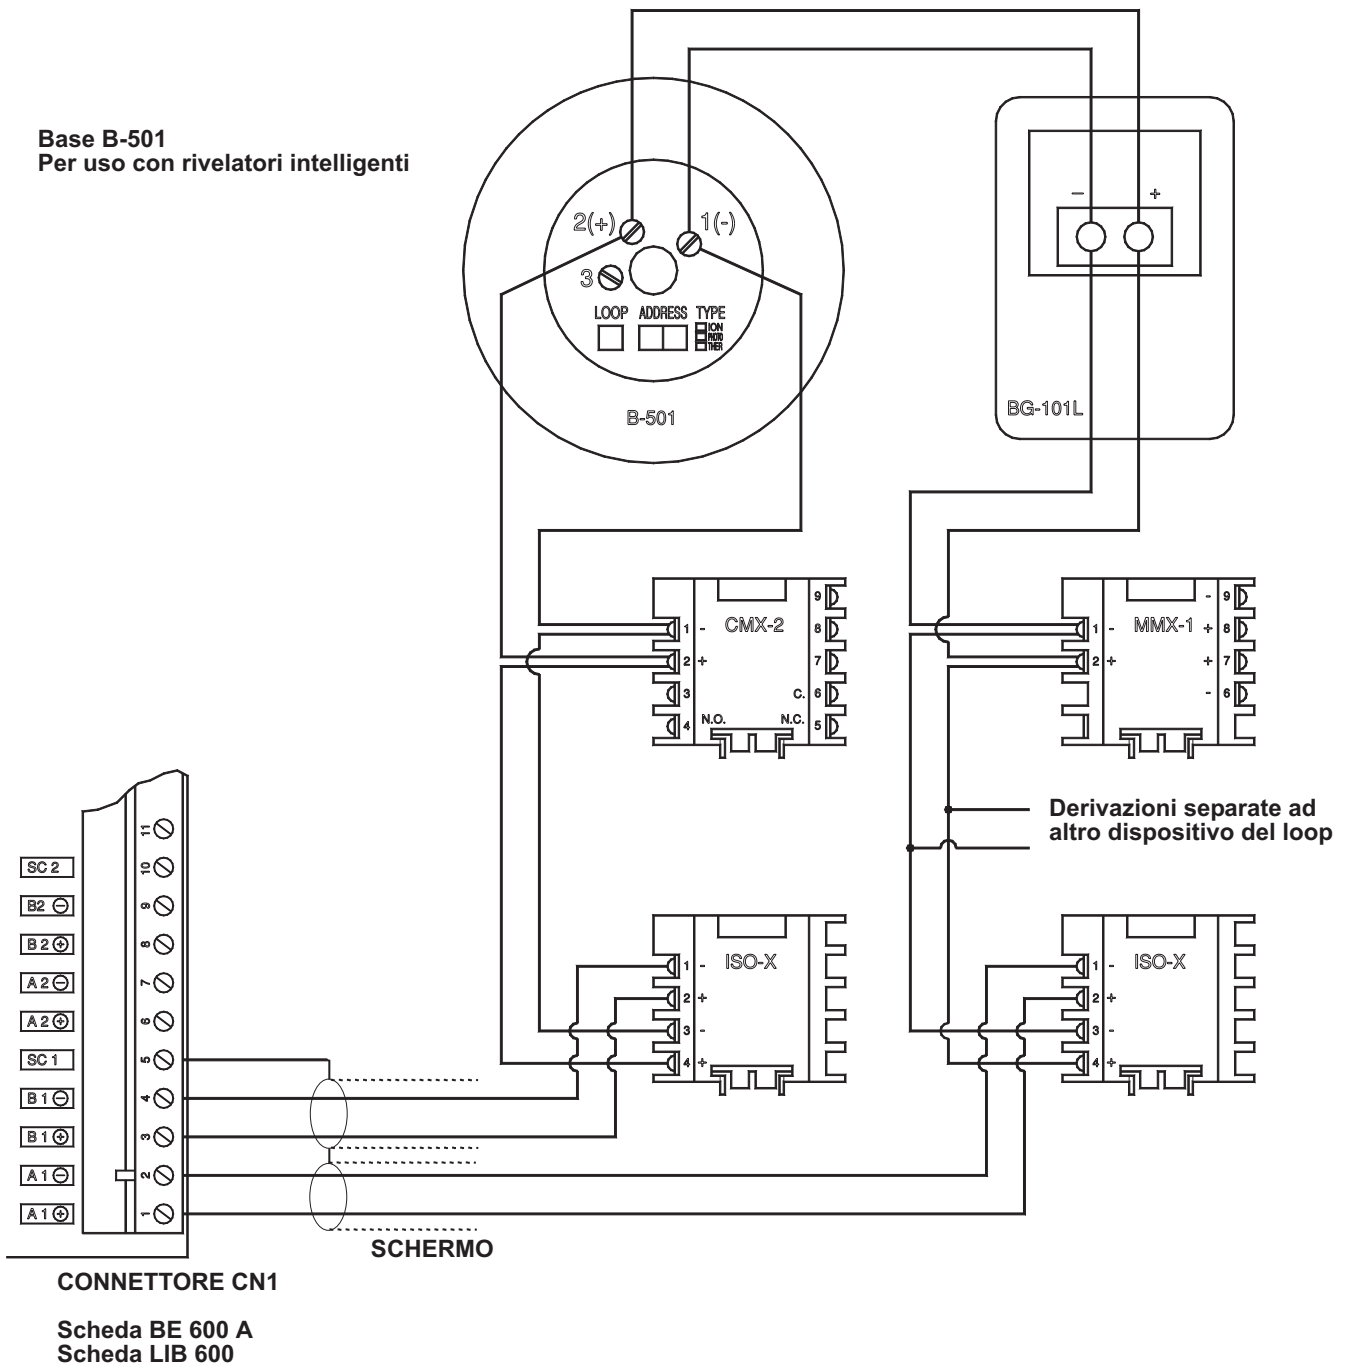 Base B-501
Per uso con rivelatori intelligenti
2(+)
1(-)
3
LOOP ADDRESS TYPE
ION
PHOTO
THER
B-501
- +
BG-101L
CMX-2
1 -
2 +
3
4
N.O.
9
8
7
C. 6
N.C. 5
MMX-1
1 -
2 +
- 9
+ 8
+ 7
- 6
Derivazioni separate ad
altro dispositivo del loop
ISO-X
1 -
2 +
3 -
4 +
ISO-X
1 -
2 +
3 -
4 +
11
SC 2 10
B2 - 9
B 2 + 8
A 2 - 7
A 2 + 6
SC 1 5
B 1 - 4
B 1 + 3
A 1 - 2
A 1 + 1
SCHERMO
CONNETTORE CN1
Scheda BE 600 A
Scheda LIB 600